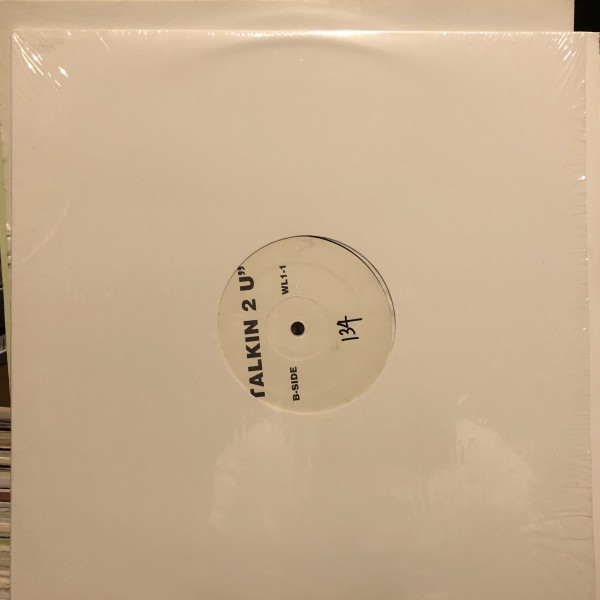 TALKIN 2 U”
B-SIDE WL1-1
134